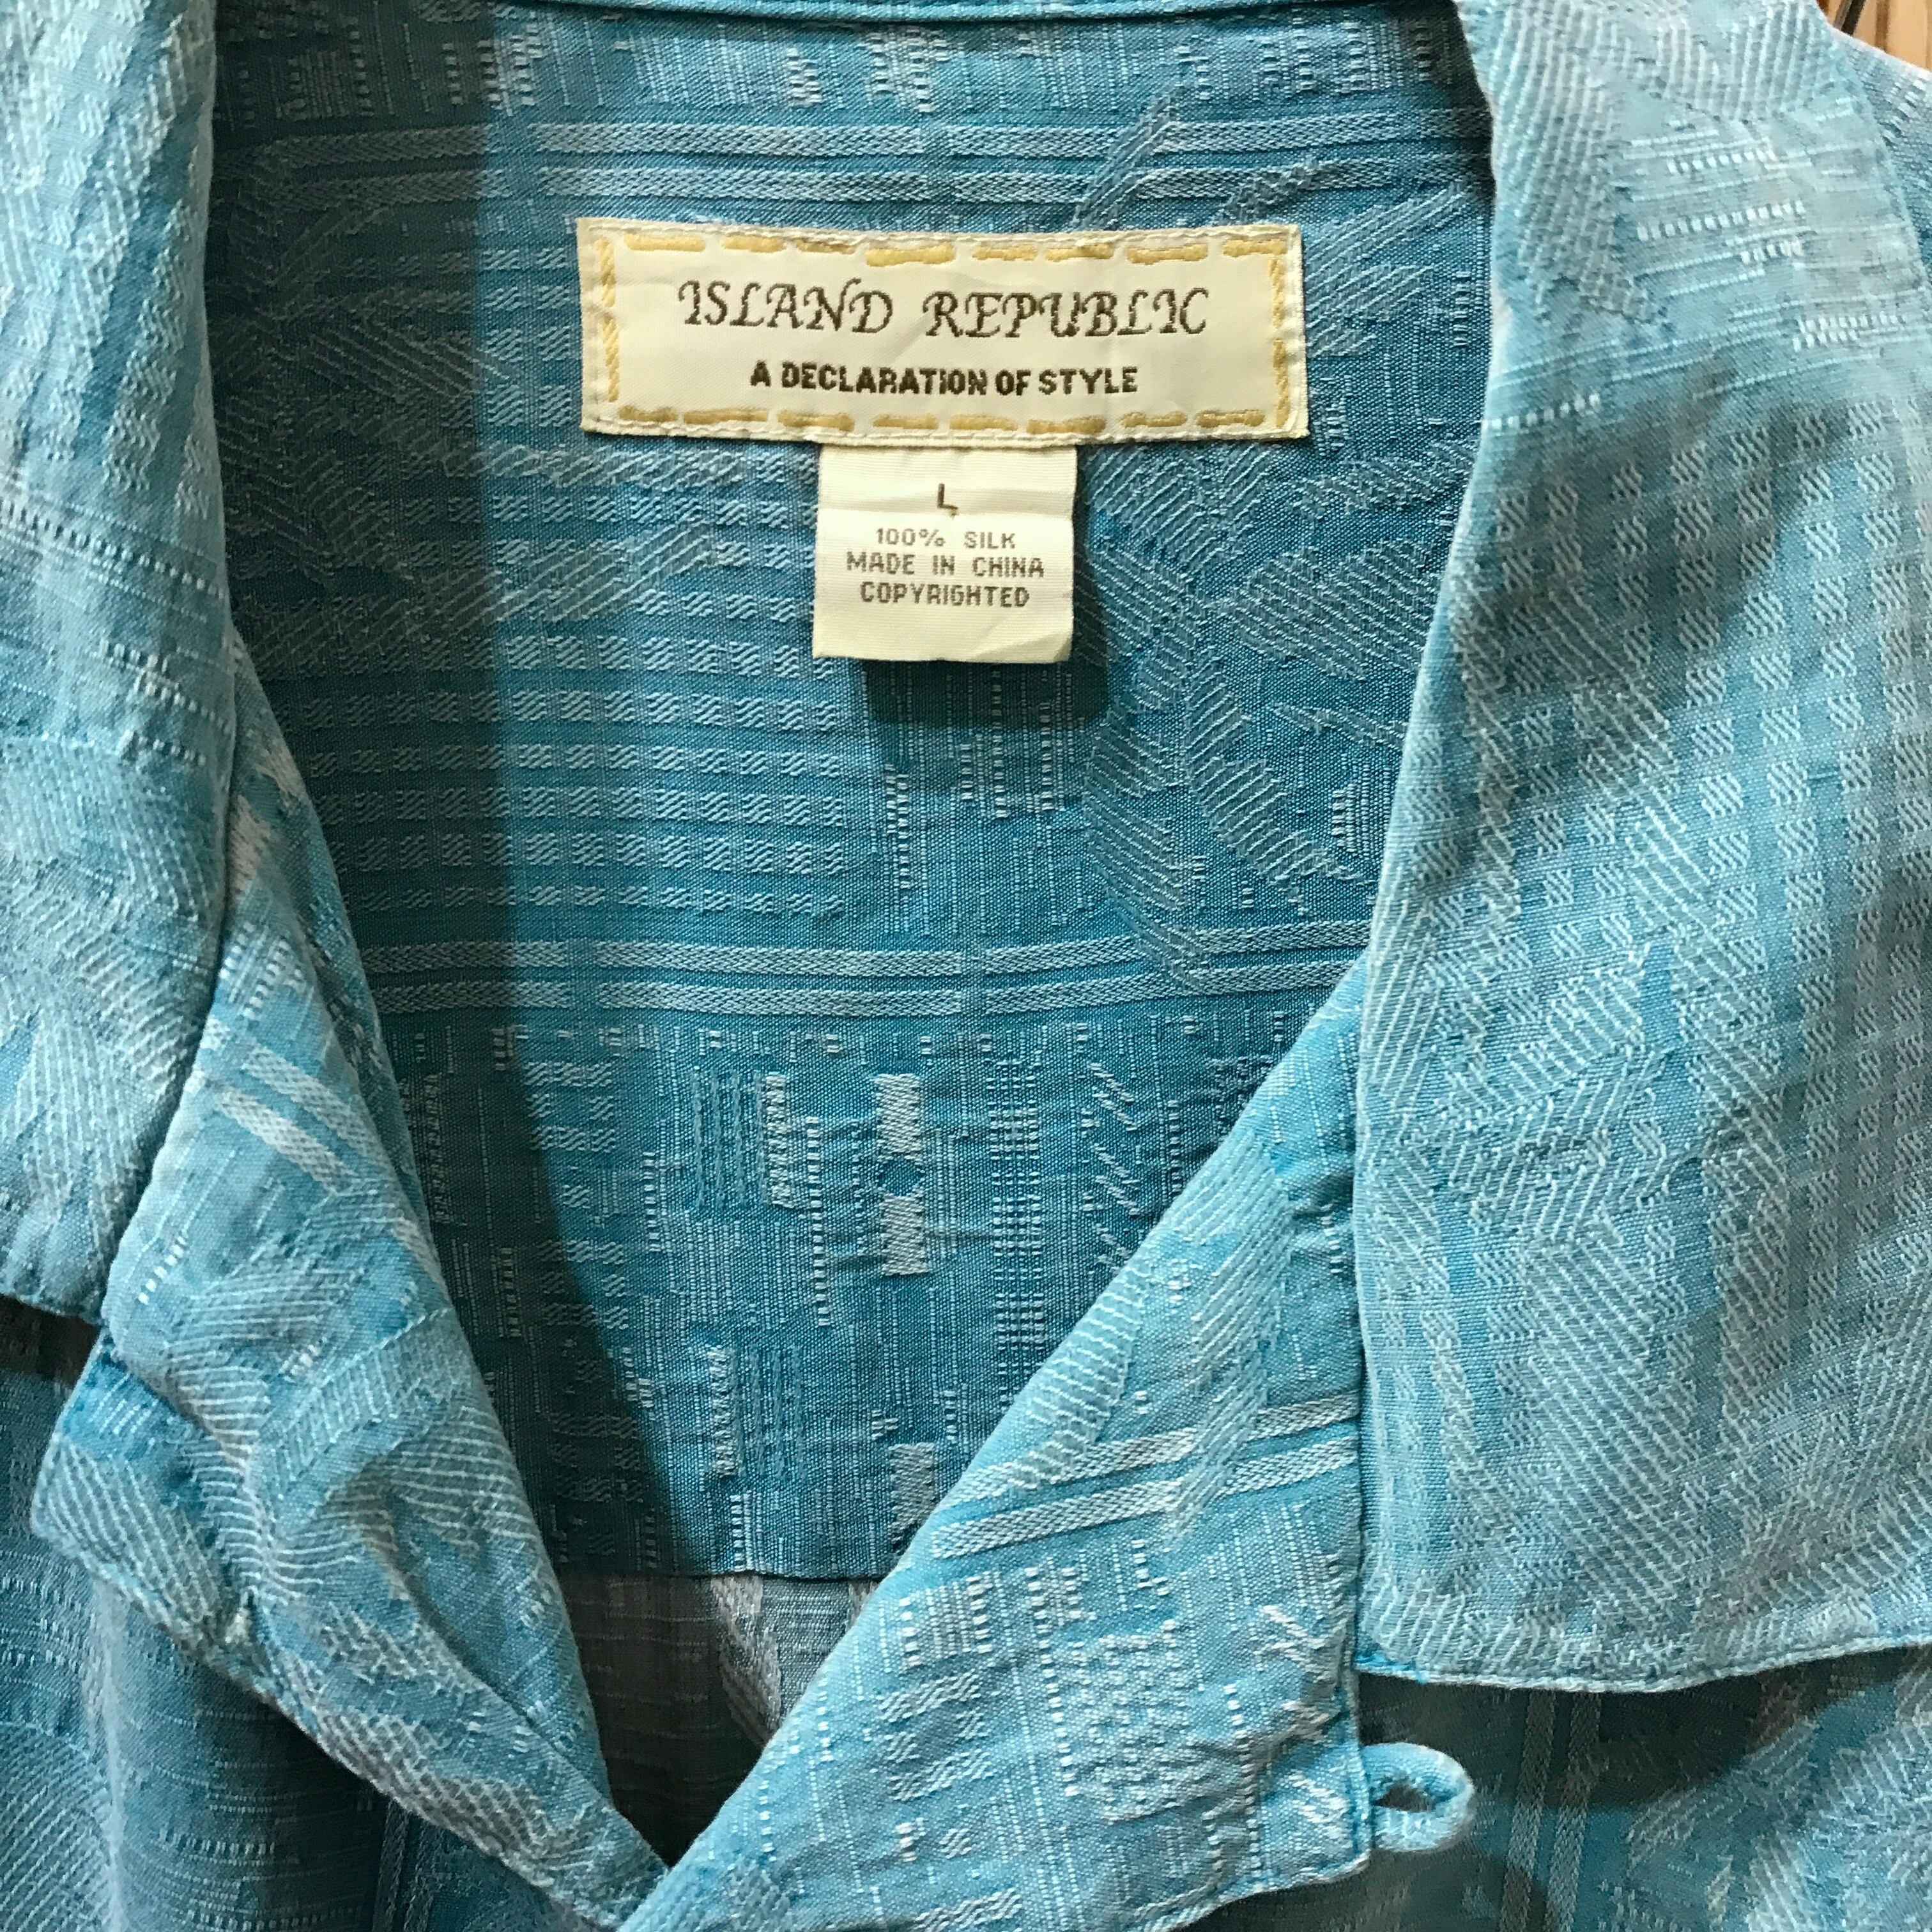 ISLAND REPUBLIC
A DECLARATION OF STYLE
L
100% SILK
MADE IN CHINA
COPYRIGHTED